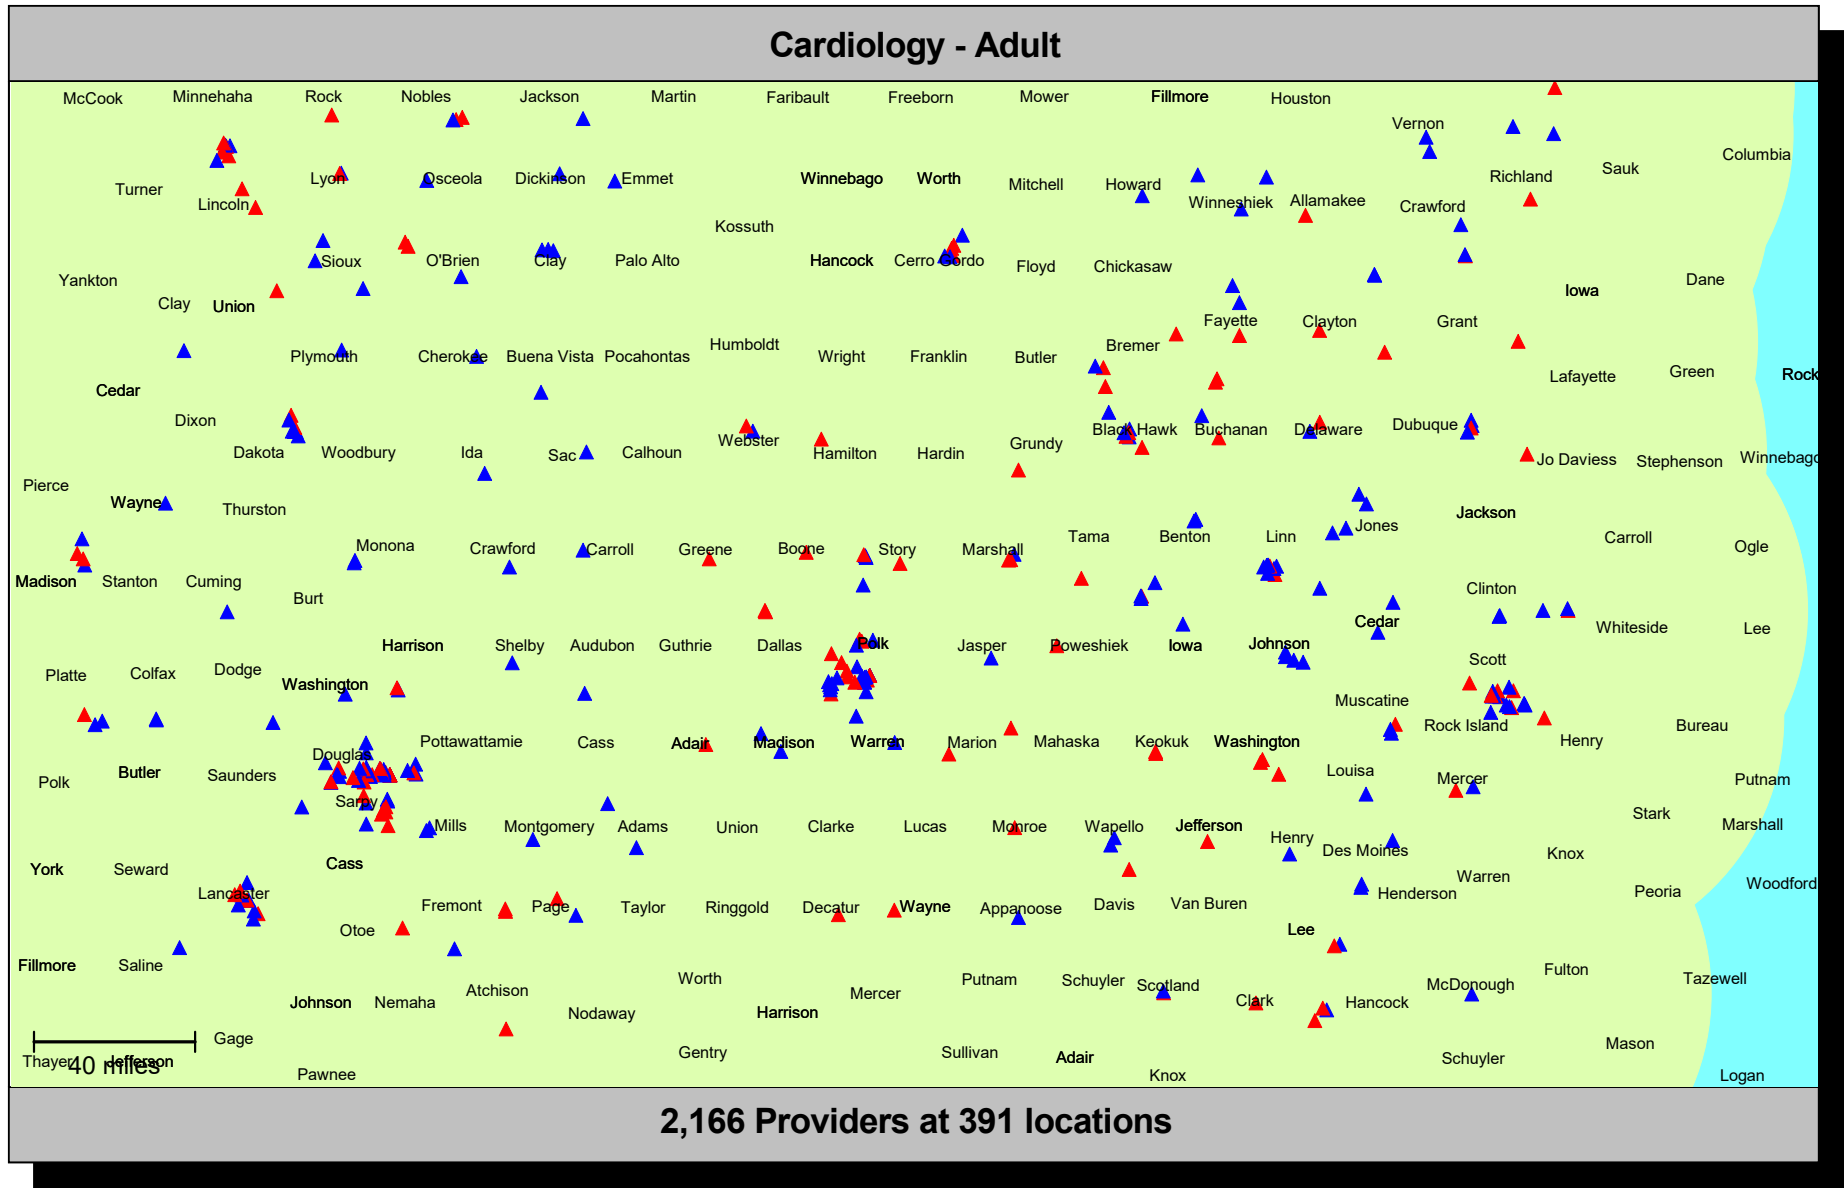 Cardiology - Adult
McCook Minnehaha Rock Nobles Jackson Martin Faribault Freeborn Mower Fillmore Houston
Vernon
Columbia
Sauk
Turner Lyon Osceola Dickinson Emmet Winnebago Worth Mitchell Howard Richland
Lincoln Winneshiek Allamakee Crawford
Kossuth
Yankton Sioux O'Brien Clay Palo Alto Hancock Cerro Gordo Floyd Chickasaw Dane
Clay Union Iowa
Fayette Clayton Grant
Plymouth Cherokee Buena Vista Pocahontas Humboldt Wright Franklin Butler Bremer
Cedar Lafayette Green Rock
Dixon Black Hawk Buchanan Delaware Dubuque
Dakota Woodbury Ida Sac Calhoun Webster Hamilton Hardin Grundy Jo Daviess Stephenson Winnebago
Pierce
Wayne Thurston Jackson
Monona Crawford Carroll Greene Boone Story Marshall Tama Benton Linn Jones Carroll Ogle
Madison Stanton Cuming Clinton
Burt Cedar Whiteside Lee
Harrison Shelby Audubon Guthrie Dallas Polk Jasper Poweshiek Iowa Johnson
Platte Colfax Dodge Scott
Washington Muscatine
Rock Island Bureau
Douglas Pottawattamie Cass Adair Madison Warren Marion Mahaska Keokuk Washington Henry
Polk Butler Saunders Louisa Mercer Putnam
Sarpy Mills Montgomery Adams Union Clarke Lucas Monroe Wapello Jefferson Henry Stark Marshall
York Seward Cass Des Moines Knox
Lancaster Henderson Warren Peoria Woodford
Fremont Page Taylor Ringgold Decatur Wayne Appanoose Davis Van Buren
Otoe Lee
Fillmore Saline Fulton
Worth Putnam Schuyler Scotland McDonough Tazewell
Johnson Nemaha Atchison Mercer Clark Hancock
Nodaway Harrison
Gage Mason
Thayer Jefferson Gentry Sullivan Adair Schuyler
40 miles
Pawnee Knox Logan
2,166 Providers at 391 locations